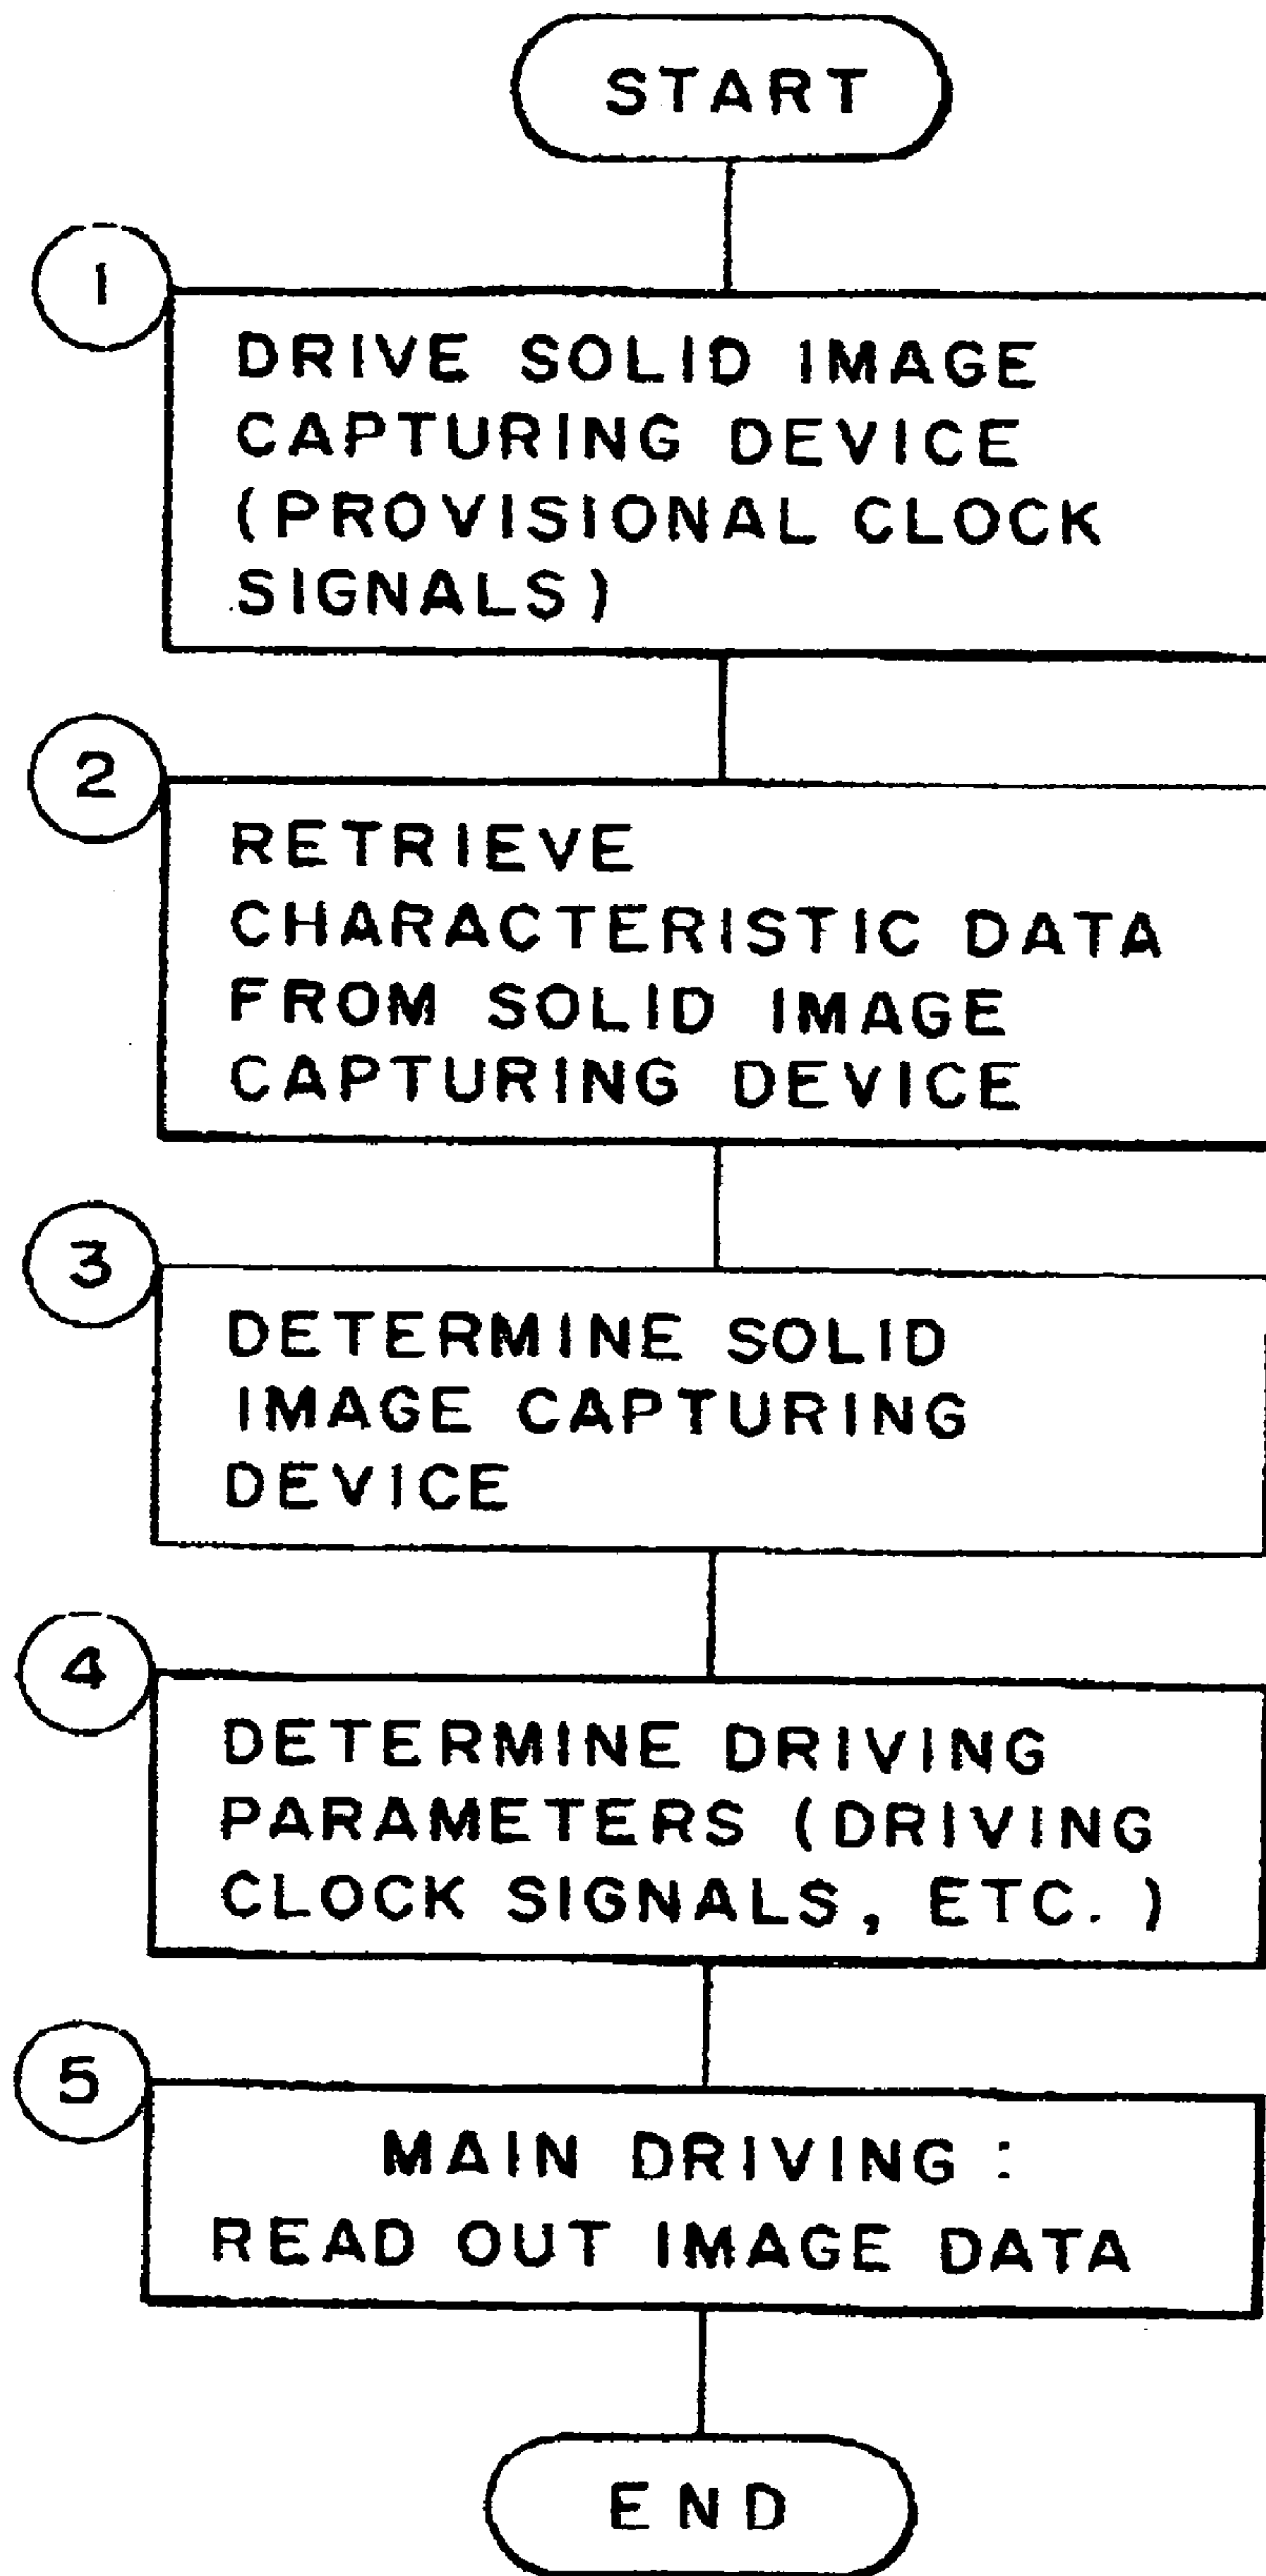 START
1
DRIVE SOLID IMAGE
CAPTURING DEVICE
(PROVISIONAL CLOCK
SIGNALS)
2
RETRIEVE
CHARACTERISTIC DATA
FROM SOLID IMAGE
CAPTURING DEVICE
3
DETERMINE SOLID
IMAGE CAPTURING
DEVICE
4
DETERMINE DRIVING
PARAMETERS (DRIVING
CLOCK SIGNALS, ETC.)
5
MAIN DRIVING:
READ OUT IMAGE DATA
END